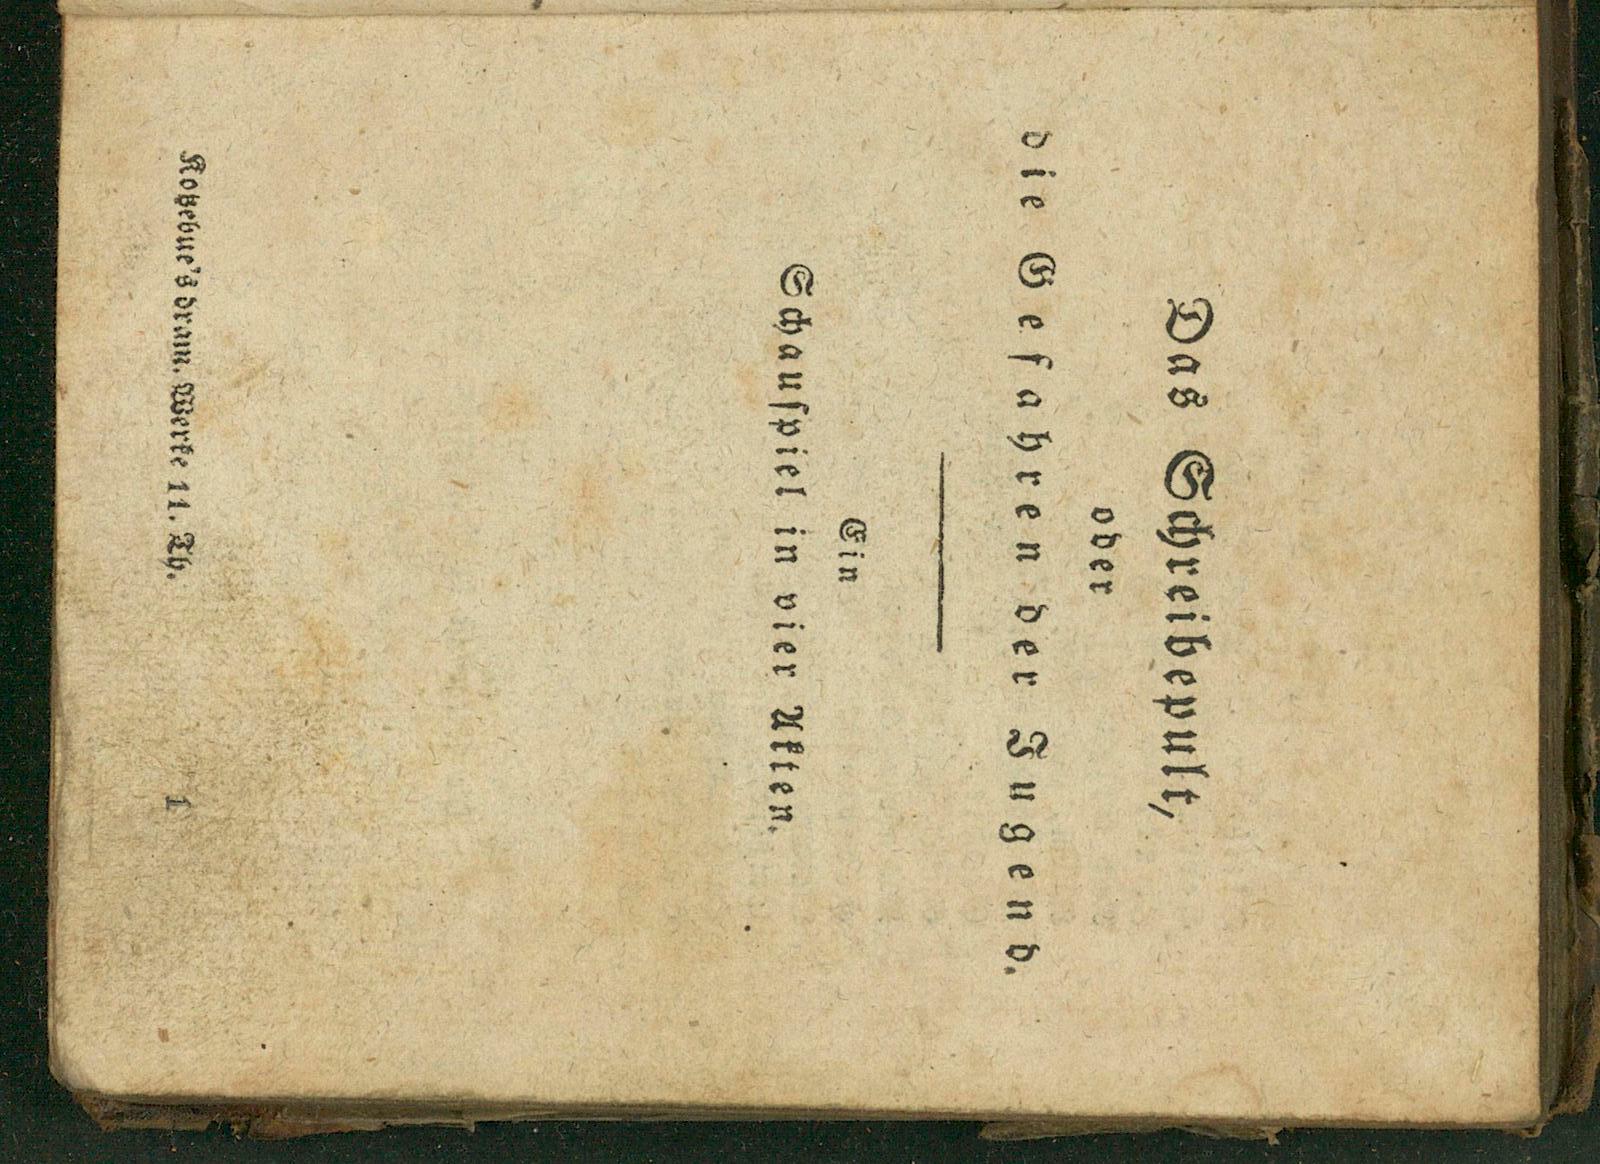 Das Schreibepult,
oder
die Gefahren der Jugend.
Ein
Schauspiel in vier Akten.
Kotzebue's dram. Werke 11. Th.
1